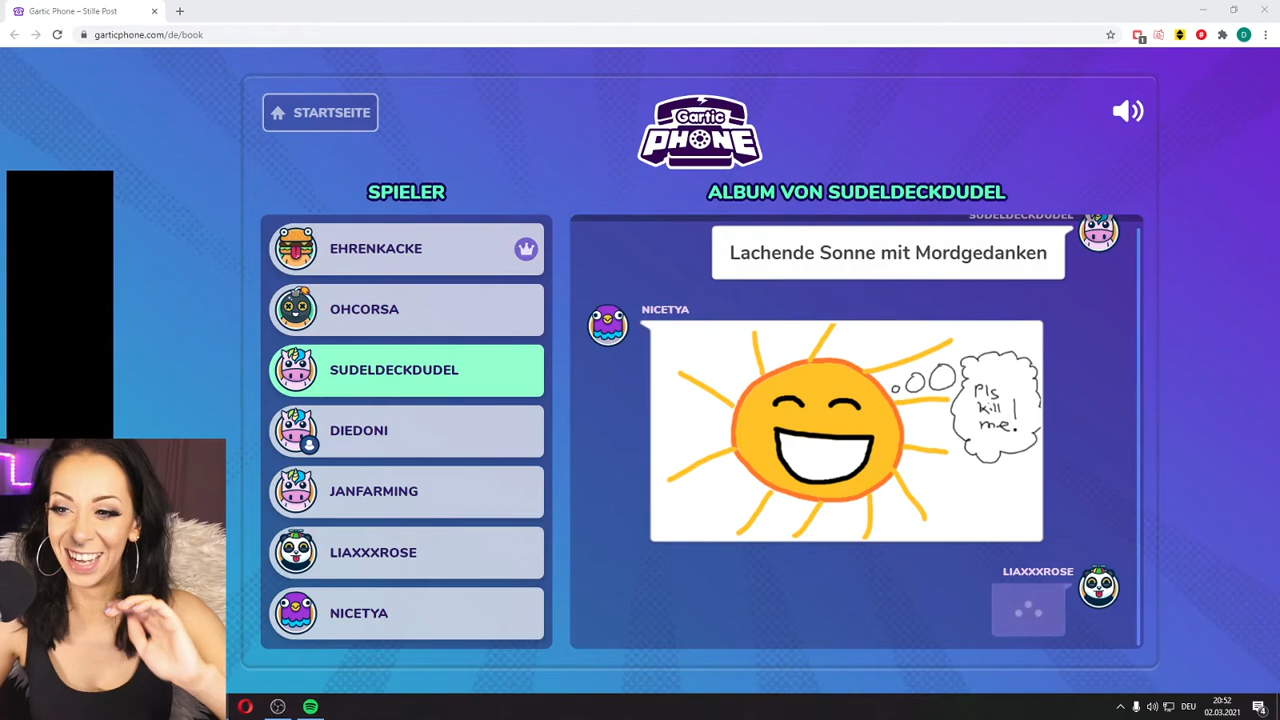 Gartic Phone – Stille Post
garticphone.com/de/book
STARTSEITE
Gartic
PHONE
SPIELER
ALBUM VON SUDELDECKDUDEL
EHRENKACKE
OHCORSA
SUDELDECKDUDEL
DIEDONI
JANFARMING
LIAXXXROSE
NICETYA
SUDELDECKDUDEL
Lachende Sonne mit Mordgedanken
NICETYA
Pls
kill
me!
LIAXXXROSE
1
D
DEU
20:52
02.03.2021
4